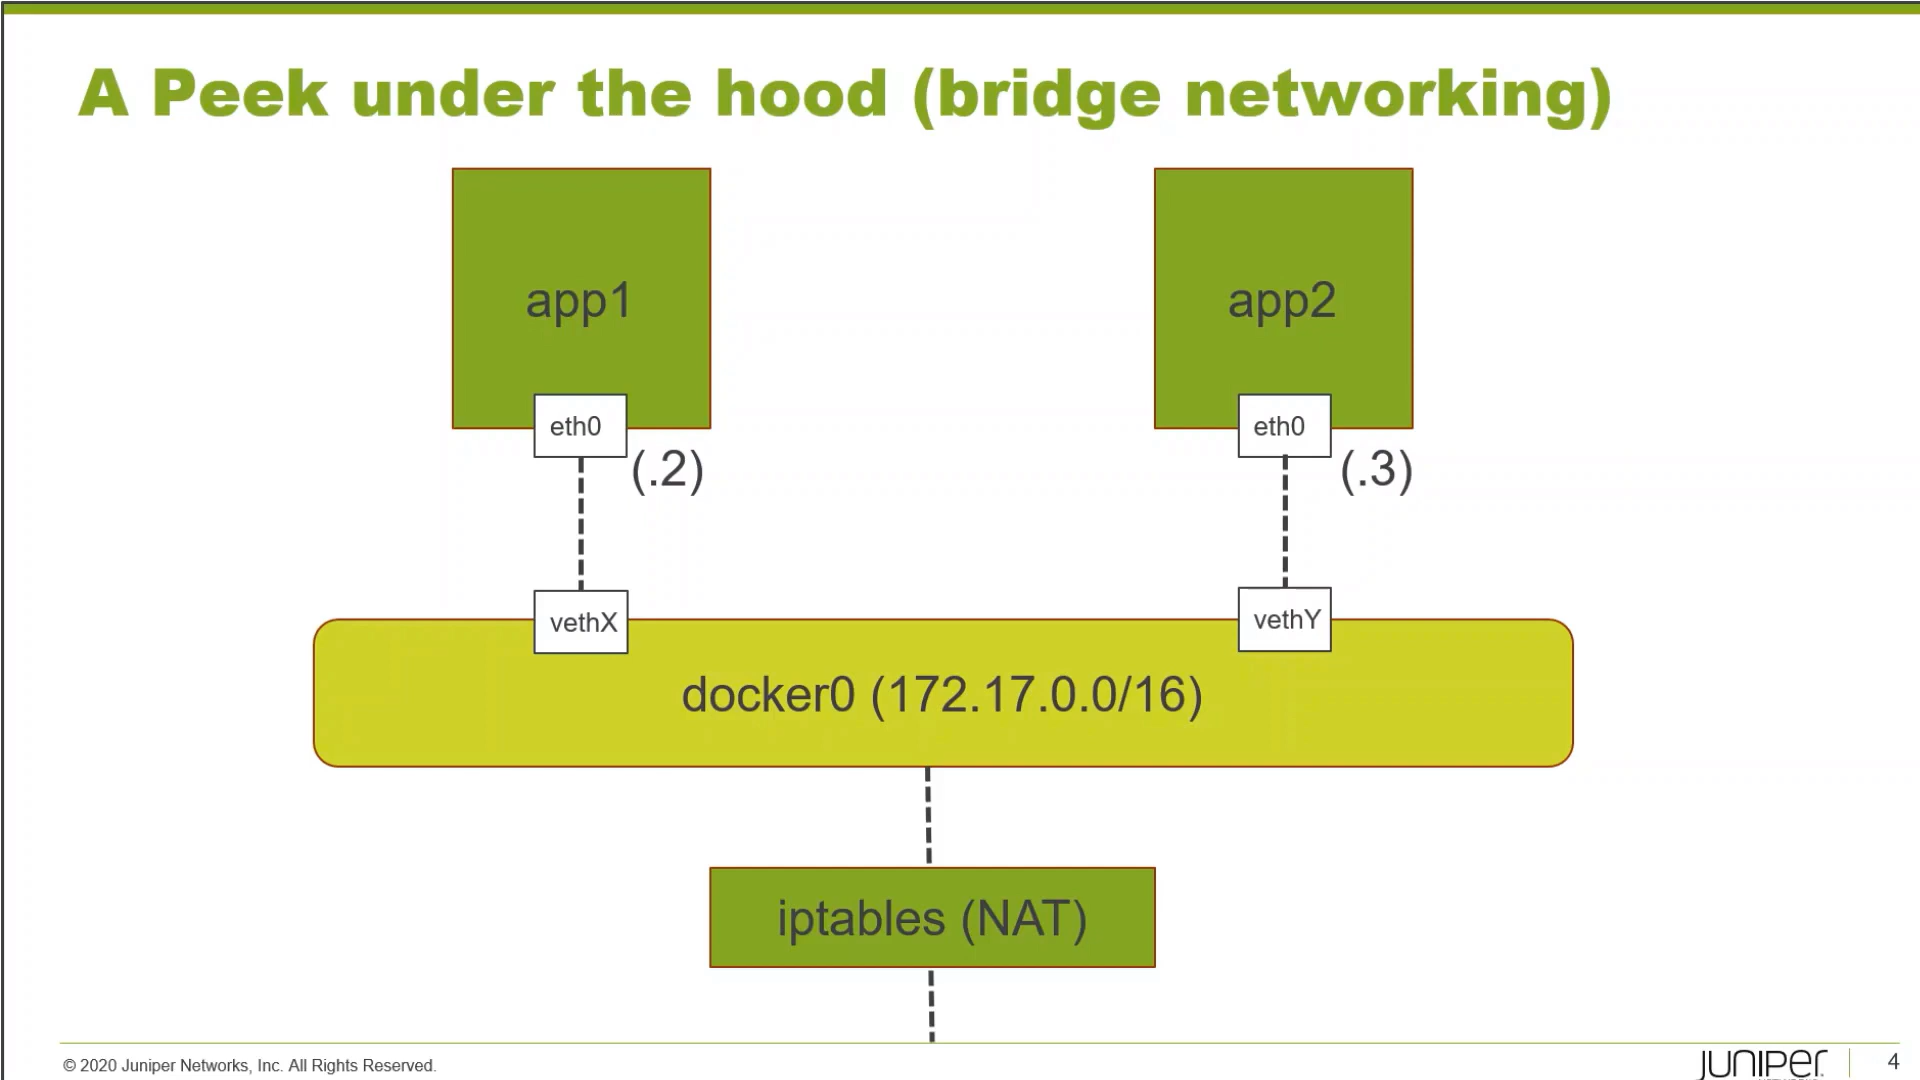 A Peek under the hood (bridge networking)
app1
app2
eth0
eth0
(.2)
(.3)
vethX
vethY
docker0 (172.17.0.0/16)
iptables (NAT)
© 2020 Juniper Networks, Inc. All Rights Reserved.
Juniper
4